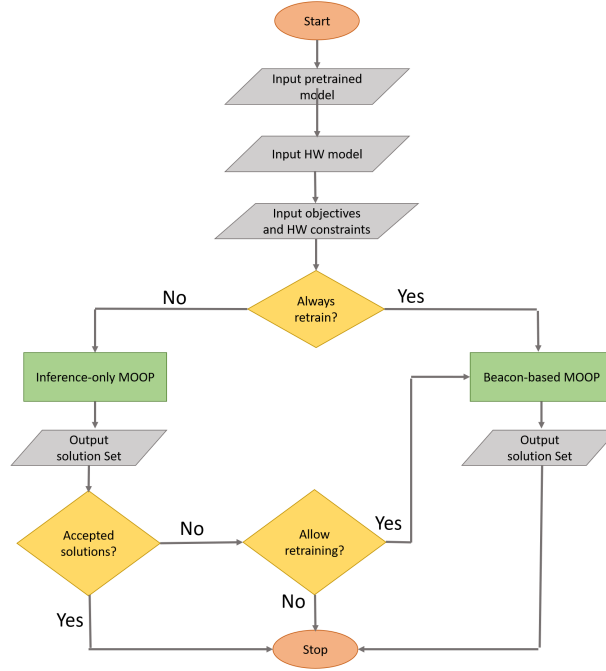 Start
Input pretrained
model
Input HW model
Input objectives
and HW constraints
Always
retrain?
No
Yes
Inference-only MOOP
Beacon-based MOOP
Output
solution Set
Output
solution Set
Accepted
solutions?
No
Allow
retraining?
Yes
Yes
No
Stop